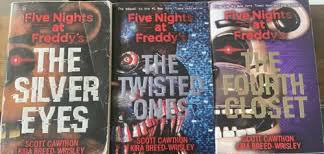 Five Nights
at Freddy's
THE
SILVER
EYES
SCOTT CAWTHON
KIRA BREED-WRISLEY
Five Nights
at Freddy's
THE
TWISTED
ONES
SCOTT CAWTHON
KIRA BREED-WRISLEY
Five Nights
at Freddy's
THE
FOURTH
CLOSET
SCOTT CAWTHON
KIRA BREED-WRISLEY